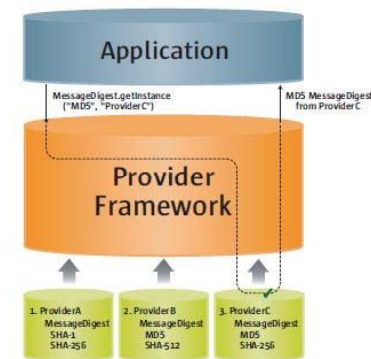 Application
MessageDigest.getInstance
("MD5", "ProviderC")
MD5 MessageDigest
from ProviderC
Provider
Framework
1. ProviderA
MessageDigest
SHA-1
SHA-256
2. ProviderB
MessageDigest
MD5
SHA-512
3. ProviderC
MessageDigest
MD5
SHA-256